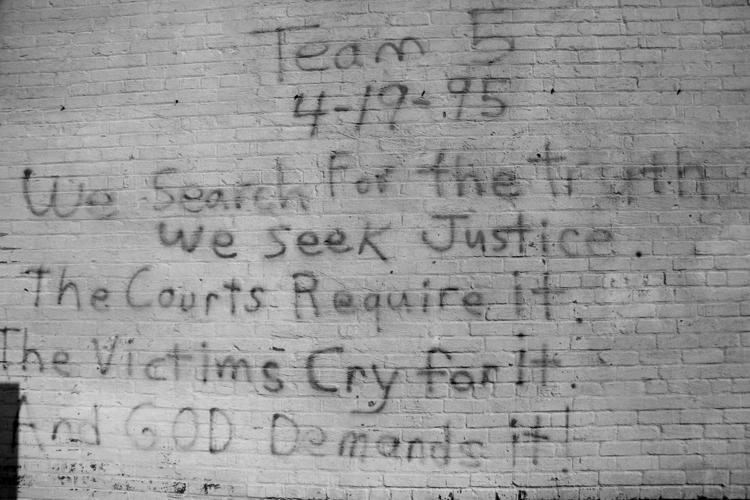 Team 5
4-19-95
We Search For the truth
we seek Justice.
The Courts Require it.
The Victims Cry for It.
And GOD Demands it!